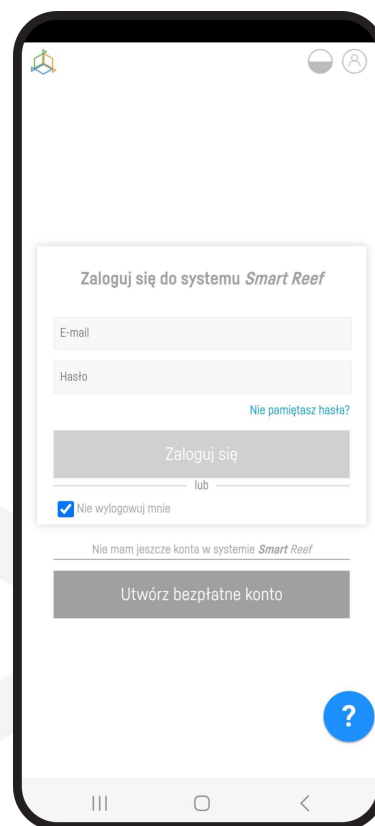 Zaloguj się do systemu Smart Reef
E-mail
Hasło
Nie pamiętasz hasła?
Zaloguj się
lub
Nie wylogowuj mnie
Nie mam jeszcze konta w systemie Smart Reef
Utwórz bezpłatne konto
?